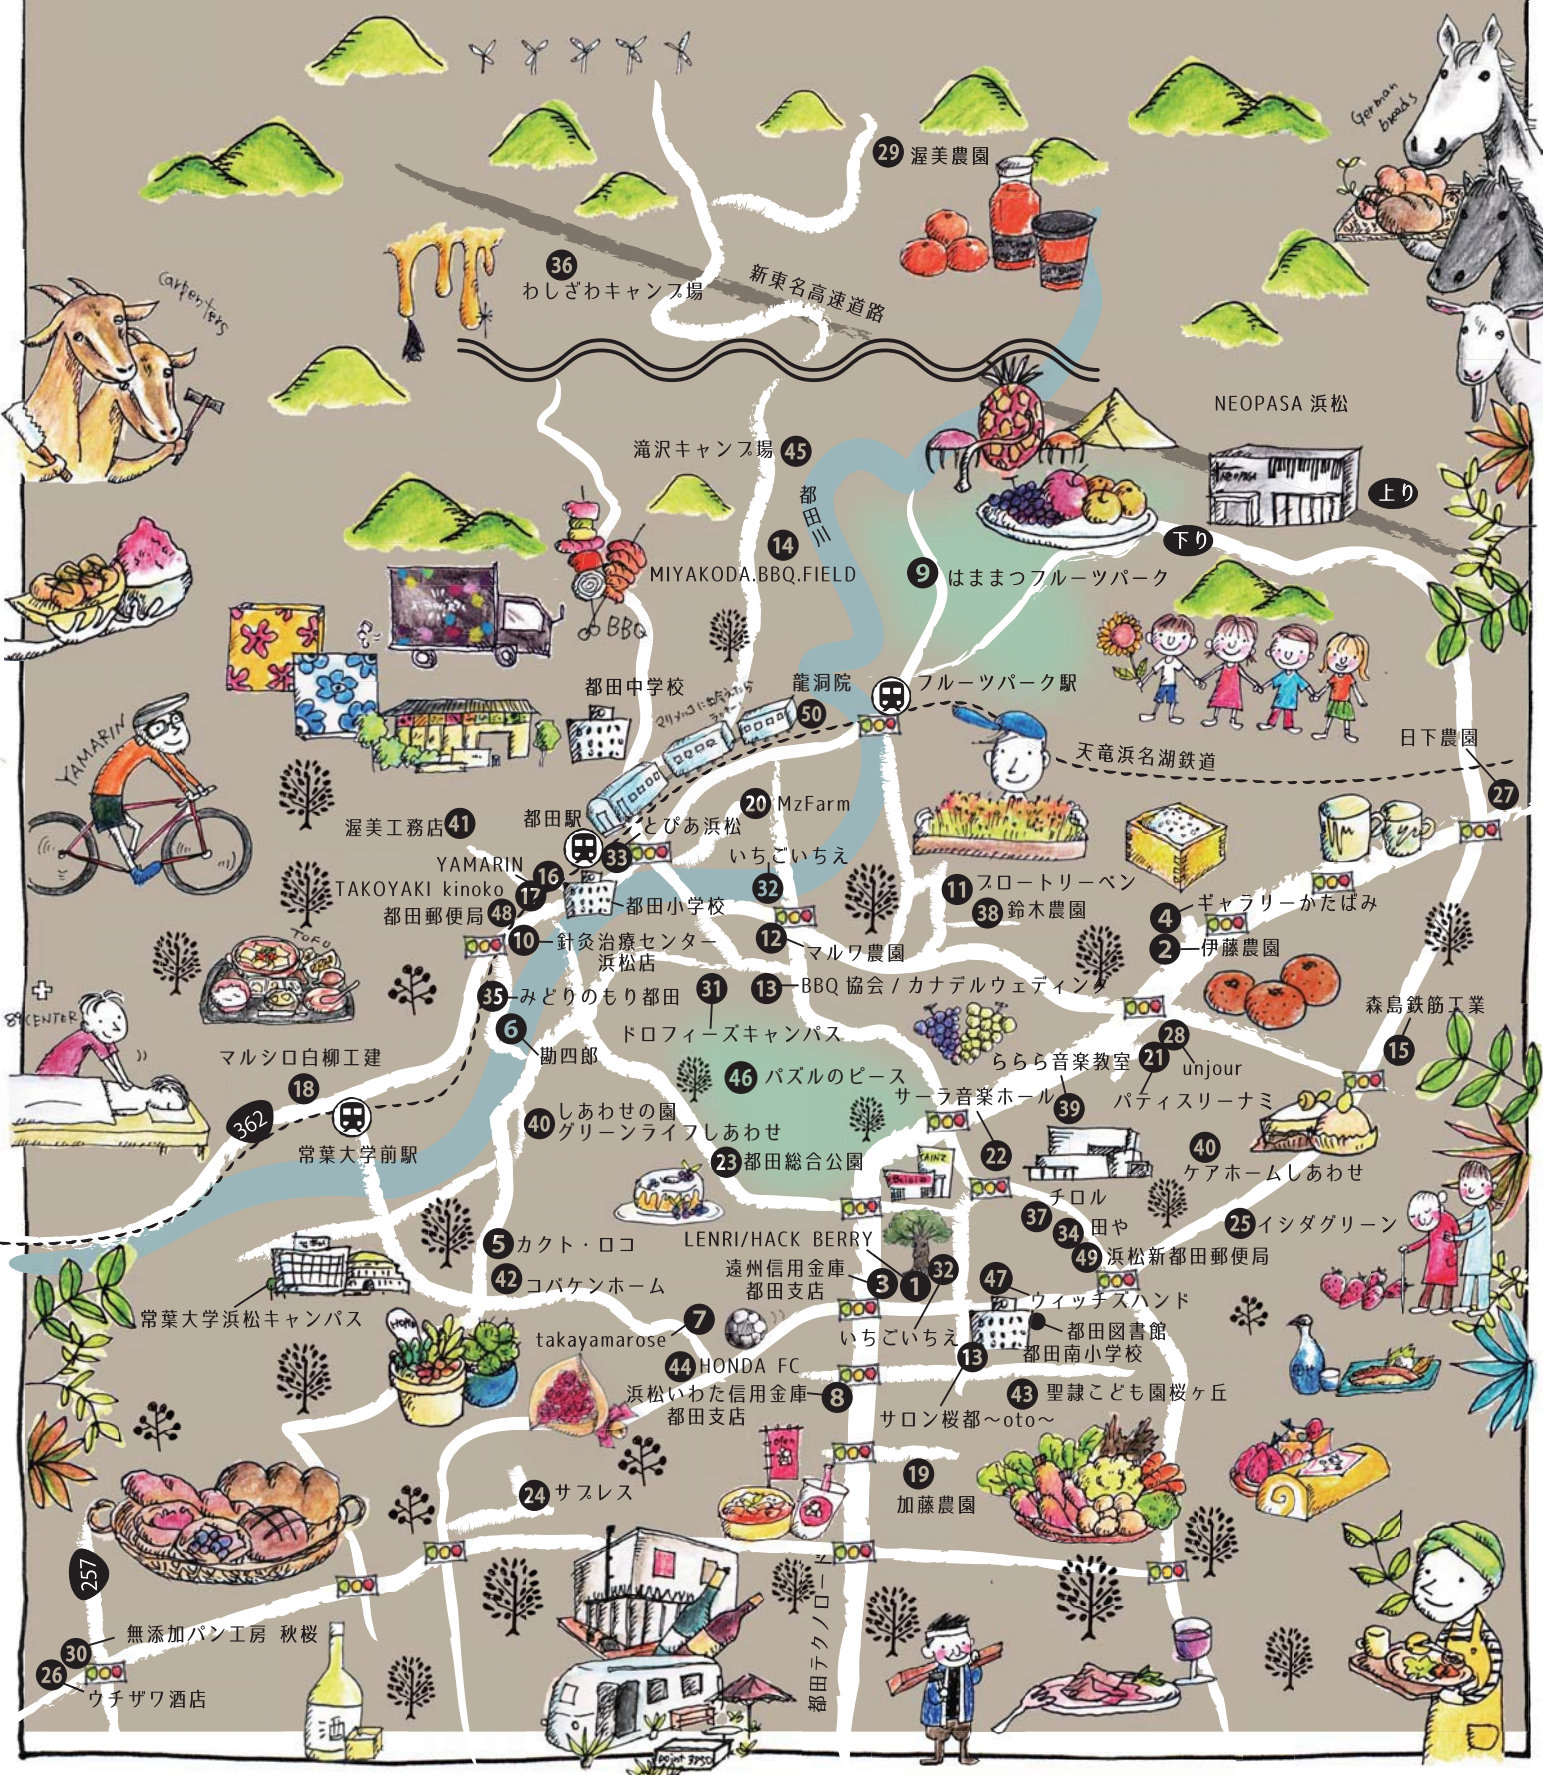 German
breads
29 渥美農園
carpenters
36
わしざわキャンプ場
新東名高速道路
NEOPASA 浜松
NEOPASA
滝沢キャンプ場 45
上り
都田川
下り
14
MIYAKODA.BBQ.FIELD
9 はままつフルーツパーク
BBQ
都田中学校
龍洞院
50
フルーツパーク駅
YAMARIN
日下農園
天竜浜名湖鉄道
27
20 MzFarm
渥美工務店 41
都田駅
とぴあ浜松
33
いちごいちえ
32
YAMARIN
16
TAKOYAKI kinoko 17
都田郵便局 48
都田小学校
11 ブロートリーベン
38 鈴木農園
4 ギャラリーかたばみ
2 伊藤農園
TOFU
10 針灸治療センター
浜松店
12 マルワ農園
35 みどりのもり都田
31
13 BBQ 協会 / カナデルウェディング
ドロフィーズキャンパス
森島鉄筋工業
15
89CENTER
6
勘四郎
マルシロ白柳工建
18
28
21
unjour
ららら音楽教室
パティスリーナミ
46 パズルのピース
サーラ音楽ホール
39
22
362
常葉大学前駅
40 しあわせの園
グリーンライフしあわせ
23 都田総合公園
CAINZ
40
ケアホームしあわせ
チロル
37
34 田や
25 イシダグリーン
49 浜松新都田郵便局
5 カクト・ロコ
42 コバケンホーム
LENRI/HACK BERRY
遠州信用金庫
都田支店
3
1
32
47
ウィッチズハンド
常葉大学浜松キャンパス
takayamarose
7
いちごいちえ
都田図書館
都田南小学校
13
44 HONDA FC
浜松いわた信用金庫
都田支店
8
43 聖隷こども園桜ヶ丘
サロン桜都～oto～
24 サブレス
19
加藤農園
257
都田テクノロード
30 無添加パン工房 秋桜
26
ウチザワ酒店
酒
point 3950